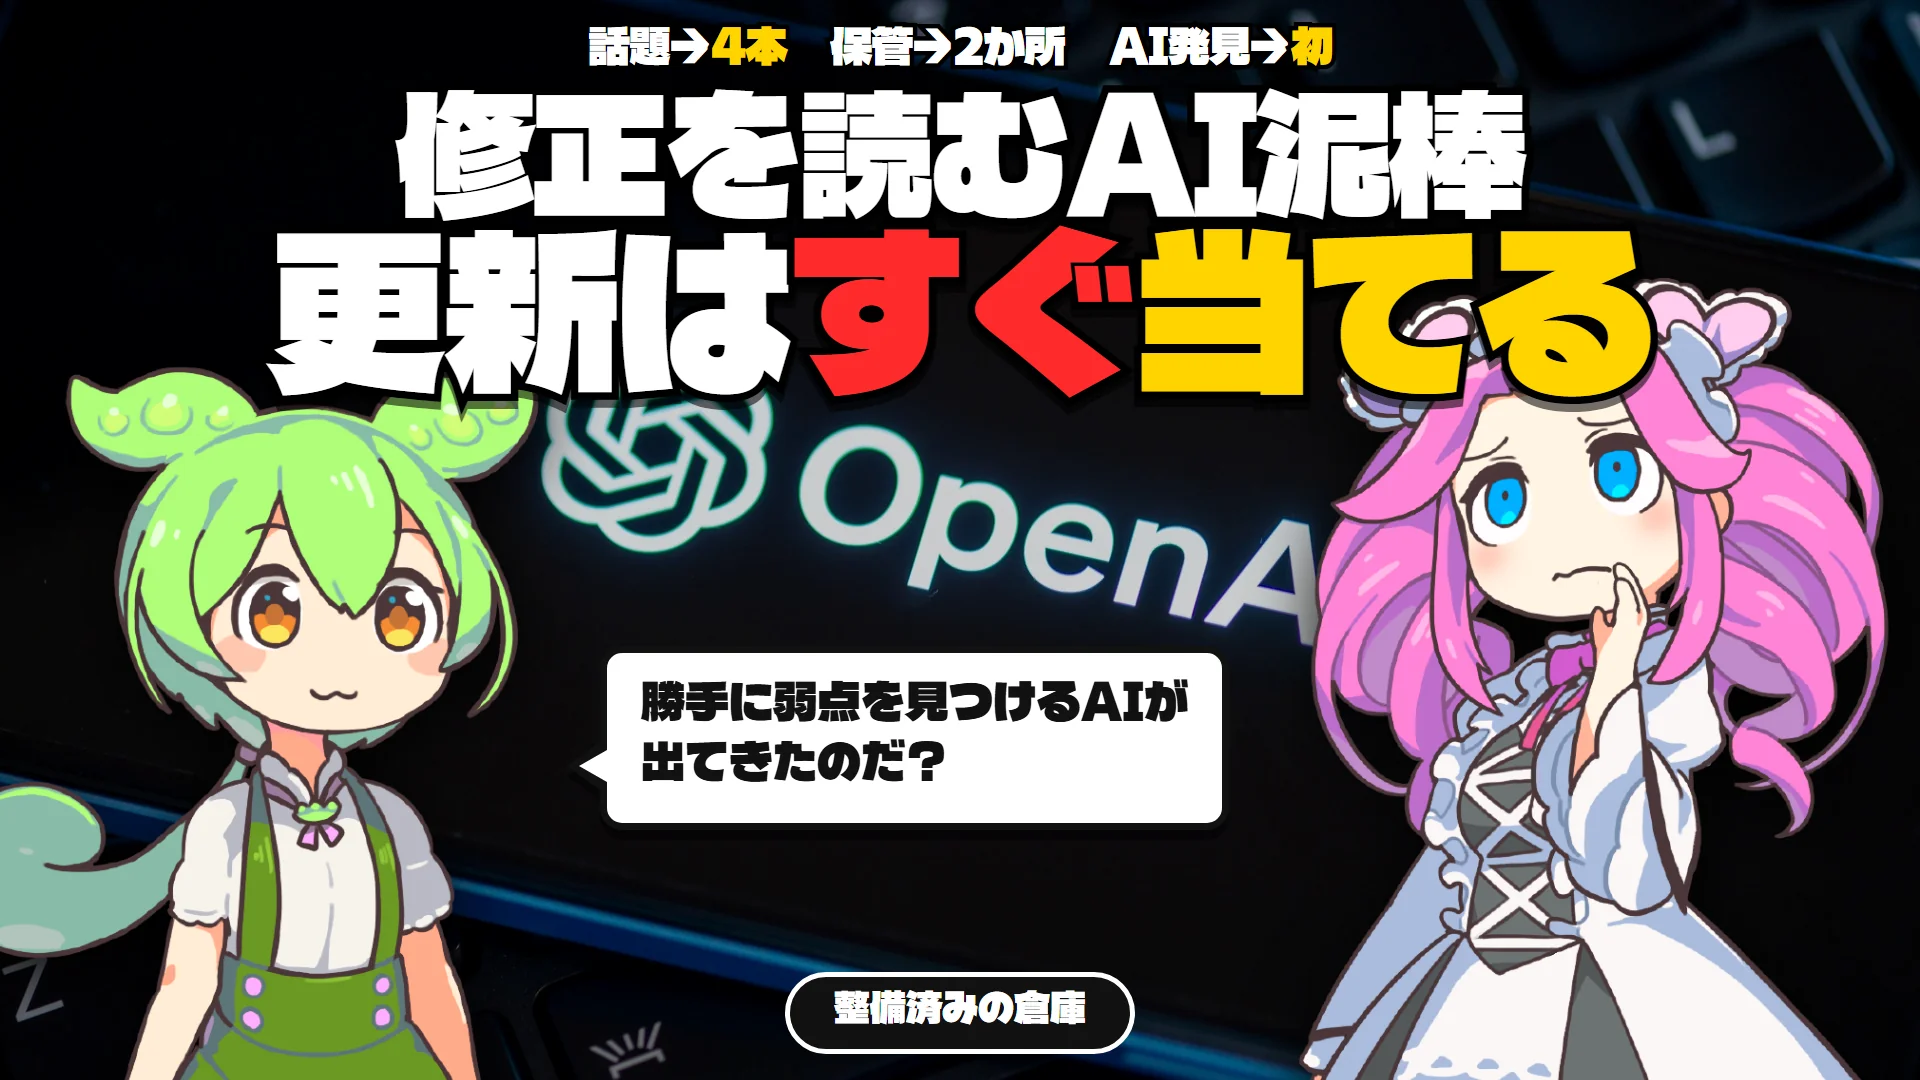 話題→4本　保管→2か所　AI発見→初
修正を読むAI泥棒
更新はすぐ当てる
OpenA
勝手に弱点を見つけるAIが
出てきたのだ？
整備済みの倉庫
L
Z